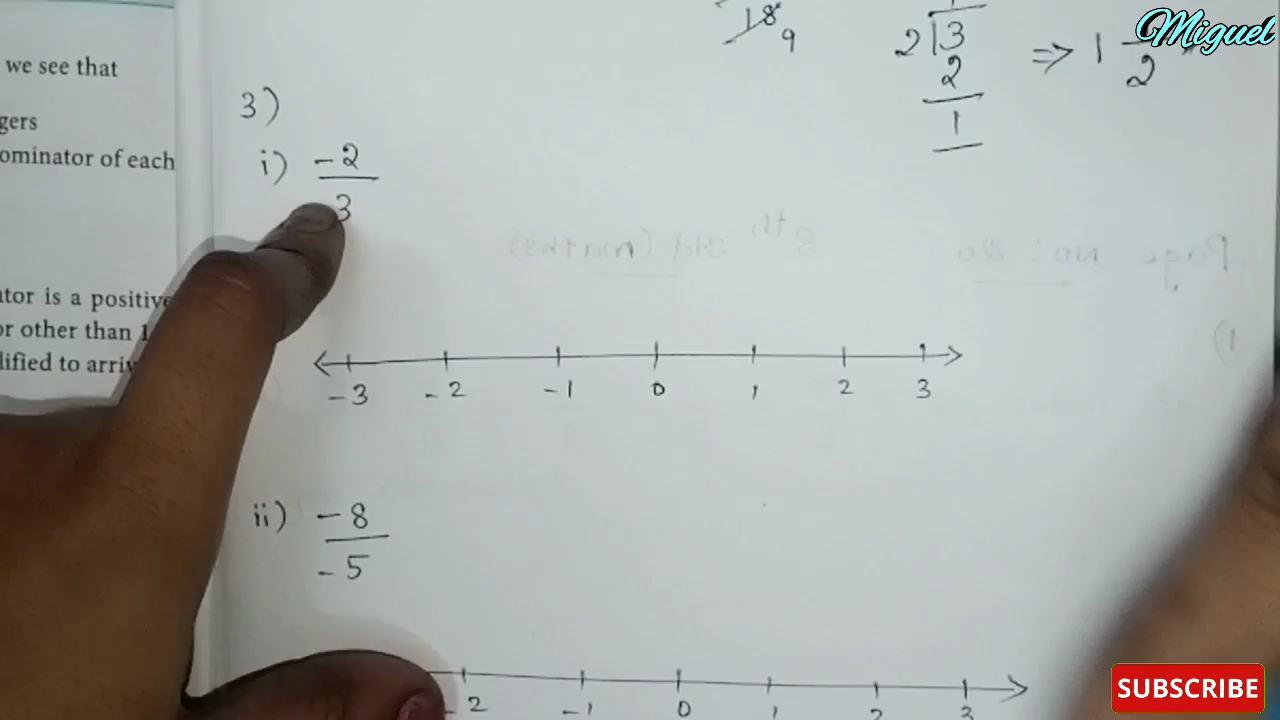 Miguel
we see that
gers
ominator of each
ator is a positive
or other than 1
lified to arriv
18
9
2 13
2
1
⇒ 1
2
3)
i) -2
3
-3 -2 -1 0 1 2 3
ii) -8
-5
-2 -1 0 1 2 3
SUBSCRIBE